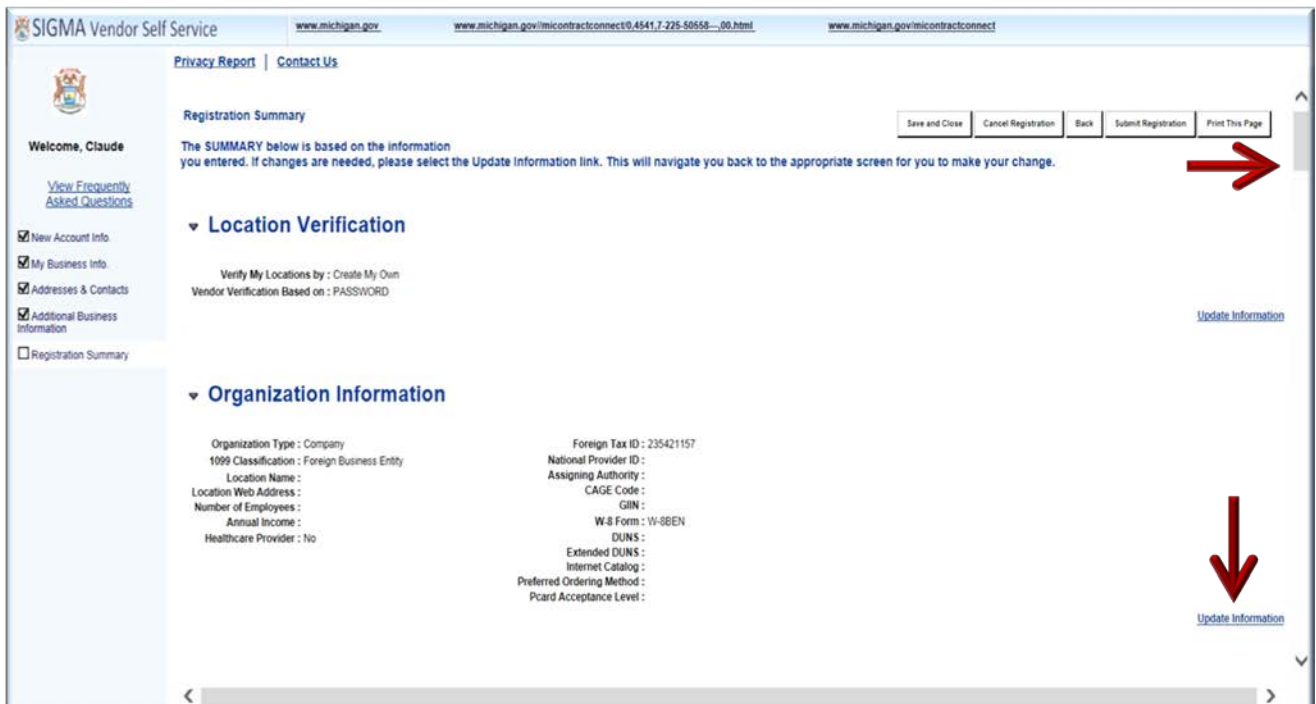 SIGMA Vendor Self Service
www.michigan.gov
www.michigan.gov//micontractconnect/0,4541,7-225-50558---,00.html
www.michigan.gov/micontractconnect
Privacy Report | Contact Us
Welcome, Claude
View Frequently
Asked Questions
New Account Info.
My Business Info.
Addresses & Contacts
Additional Business
Information
Registration Summary
Registration Summary
Save and Close
Cancel Registration
Back
Submit Registration
Print This Page
The SUMMARY below is based on the information
you entered. If changes are needed, please select the Update Information link. This will navigate you back to the appropriate screen for you to make your change.
Location Verification
Verify My Locations by : Create My Own
Vendor Verification Based on : PASSWORD
Update Information
Organization Information
Organization Type : Company
1099 Classification : Foreign Business Entity
Location Name :
Location Web Address :
Number of Employees :
Annual Income :
Healthcare Provider : No
Foreign Tax ID : 235421157
National Provider ID :
Assigning Authority :
CAGE Code :
GIIN :
W-8 Form : W-8BEN
DUNS :
Extended DUNS :
Internet Catalog :
Preferred Ordering Method :
Pcard Acceptance Level :
Update Information